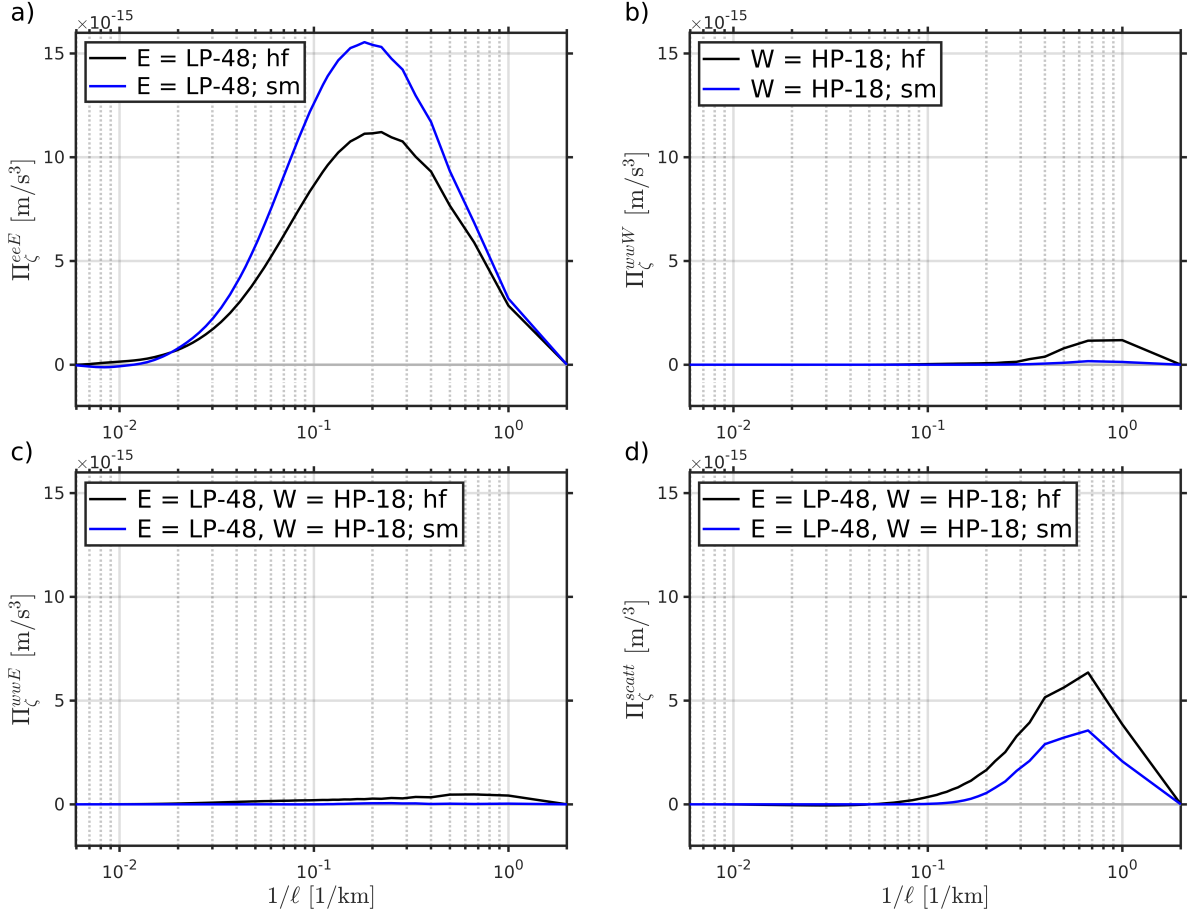 a)
×10⁻¹⁵
E = LP-48; hf
E = LP-48; sm
15
10
5
0
Π_ζ^{eeE} [m/s³]
10⁻² 10⁻¹ 10⁰
b)
×10⁻¹⁵
W = HP-18; hf
W = HP-18; sm
15
10
5
0
Π_ζ^{wwW} [m/s³]
10⁻² 10⁻¹ 10⁰
c)
×10⁻¹⁵
E = LP-48, W = HP-18; hf
E = LP-48, W = HP-18; sm
15
10
5
0
Π_ζ^{wwE} [m/s³]
10⁻² 10⁻¹ 10⁰
1/ℓ [1/km]
d)
×10⁻¹⁵
E = LP-48, W = HP-18; hf
E = LP-48, W = HP-18; sm
15
10
5
0
Π_ζ^{scatt} [m/³]
10⁻² 10⁻¹ 10⁰
1/ℓ [1/km]